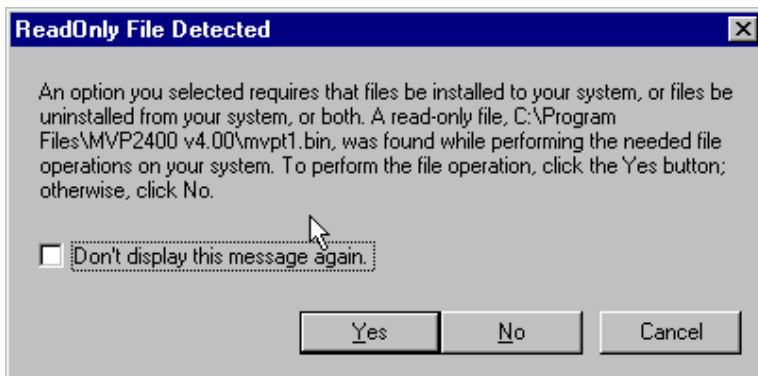 ReadOnly File Detected
An option you selected requires that files be installed to your system, or files be
uninstalled from your system, or both. A read-only file, C:\Program
Files\MVP2400 v4.00\mvpt1.bin, was found while performing the needed file
operations on your system. To perform the file operation, click the Yes button;
otherwise, click No.
Don't display this message again.
Yes No Cancel